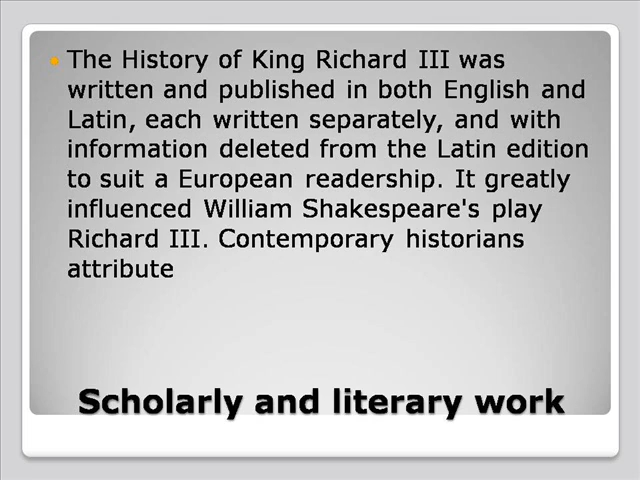 The History of King Richard III was
written and published in both English and
Latin, each written separately, and with
information deleted from the Latin edition
to suit a European readership. It greatly
influenced William Shakespeare's play
Richard III. Contemporary historians
attribute
Scholarly and literary work